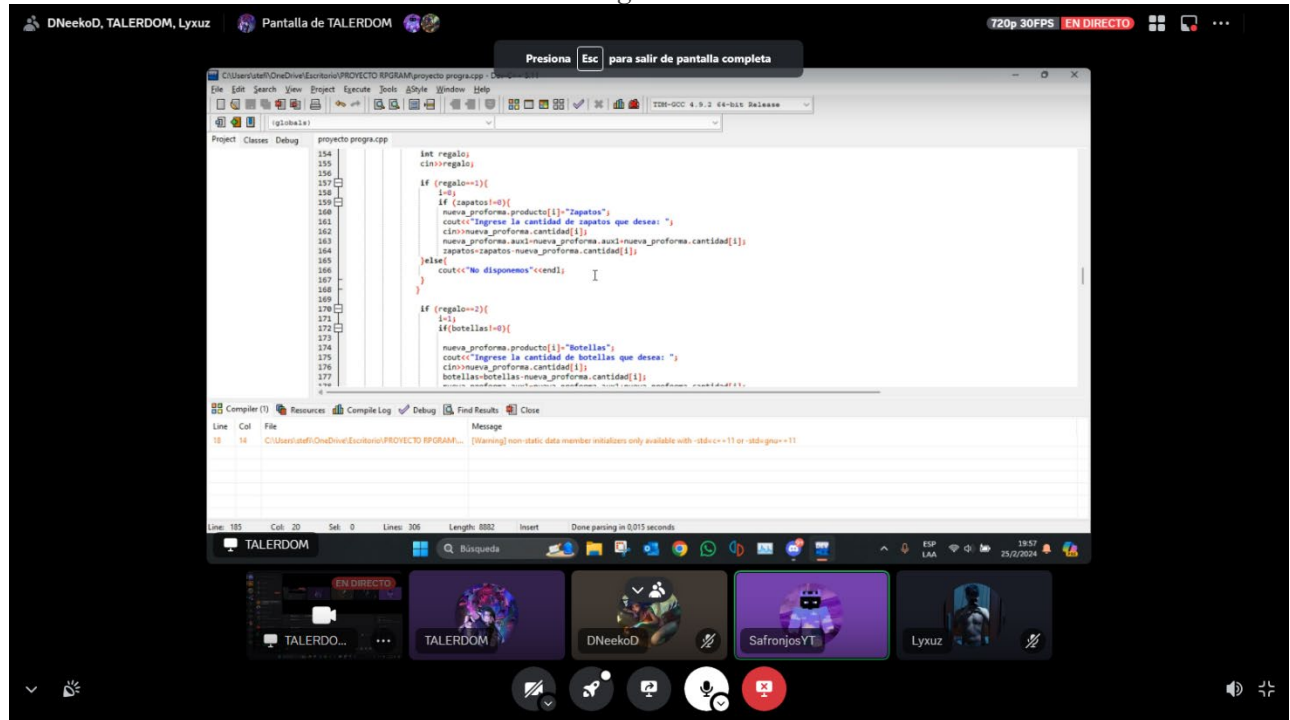 DNeekoD, TALERDOM, Lyxuz
Pantalla de TALERDOM
720p 30FPS EN DIRECTO
Presiona Esc para salir de pantalla completa
C:\Users\stefi\OneDrive\Escritorio\PROYECTO RPGRAM\proyecto progra.cpp - Dev-C++ 5.11
File Edit Search View Project Execute Tools AStyle Window Help
TDM-GCC 4.9.2 64-bit Release
(globals)
Project Classes Debug proyecto progra.cpp
154 int regalo;
155 cin>>regalo;
156
157 if (regalo==1){
158 i=0;
159 if (zapatos!=0){
160 nueva_proforma.producto[i]="Zapatos";
161 cout<<"Ingrese la cantidad de zapatos que desea: ";
162 cin>>nueva_proforma.cantidad[i];
163 nueva_proforma.aux1=nueva_proforma.aux1+nueva_proforma.cantidad[i];
164 zapatos=zapatos-nueva_proforma.cantidad[i];
165 }else{
166 cout<<"No disponemos"<<endl;
167 }
168 }
169
170 if (regalo==2){
171 i=1;
172 if(botellas!=0){
173
174 nueva_proforma.producto[i]="Botellas";
175 cout<<"Ingrese la cantidad de botellas que desea: ";
176 cin>>nueva_proforma.cantidad[i];
177 botellas=botellas-nueva_proforma.cantidad[i];
Compiler (1) Resources Compile Log Debug Find Results Close
Line Col File Message
18 14 C:\Users\stefi\OneDrive\Escritorio\PROYECTO RPGRAM\... [Warning] non-static data member initializers only available with -std=c++11 or -std=gnu++11
Line: 185 Col: 20 Sel: 0 Lines: 306 Length: 8882 Insert Done parsing in 0,015 seconds
TALERDOM
Búsqueda
ESP
LAA
19:57
25/2/2024
EN DIRECTO
TALERDO...
TALERDOM
DNeekoD
SafronjosYT
Lyxuz